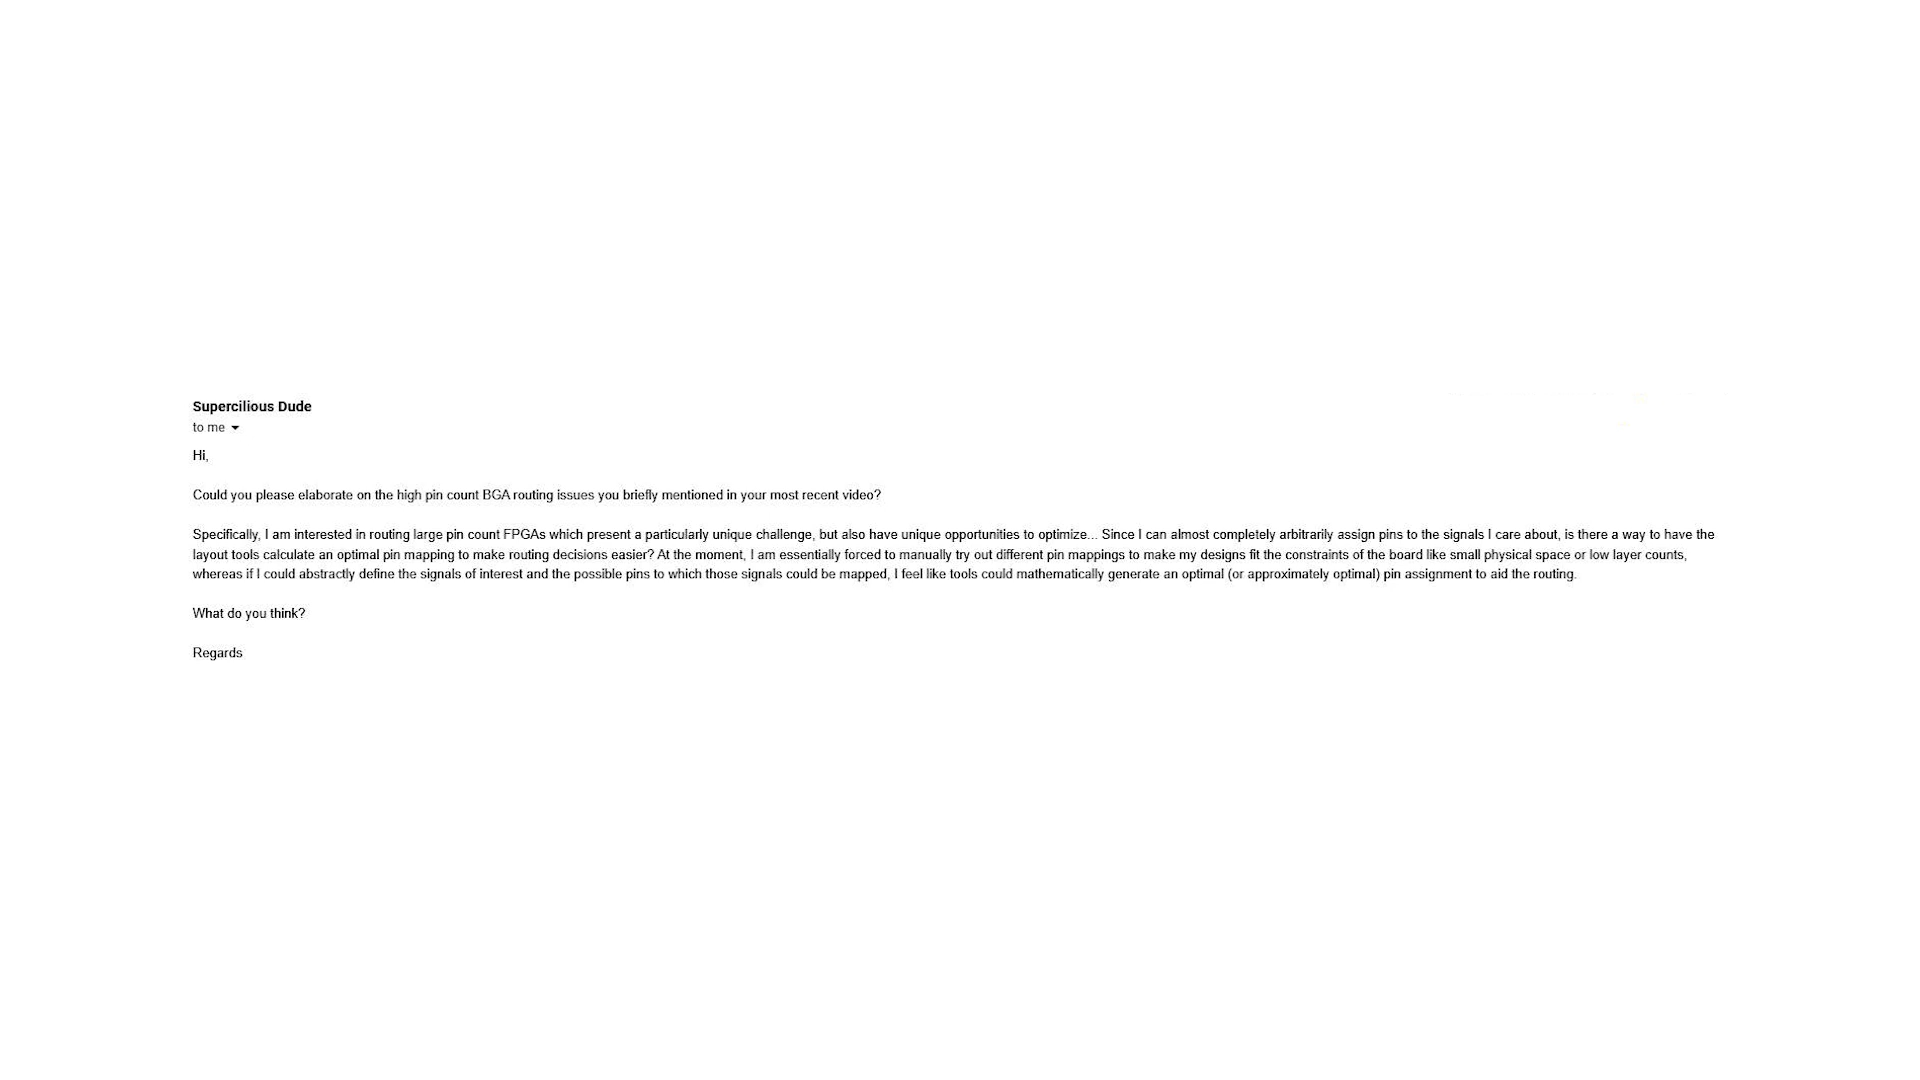 Supercilious Dude
to me
Hi,
Could you please elaborate on the high pin count BGA routing issues you briefly mentioned in your most recent video?
Specifically, I am interested in routing large pin count FPGAs which present a particularly unique challenge, but also have unique opportunities to optimize... Since I can almost completely arbitrarily assign pins to the signals I care about, is there a way to have the
layout tools calculate an optimal pin mapping to make routing decisions easier? At the moment, I am essentially forced to manually try out different pin mappings to make my designs fit the constraints of the board like small physical space or low layer counts,
whereas if I could abstractly define the signals of interest and the possible pins to which those signals could be mapped, I feel like tools could mathematically generate an optimal (or approximately optimal) pin assignment to aid the routing.
What do you think?
Regards